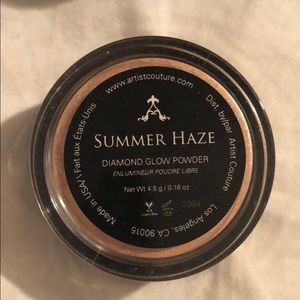 www.artistcouture.com
SUMMER HAZE
DIAMOND GLOW POWDER
ENLUMINEUR POUDRE LIBRE
Net Wt 4.5 g / 0.16 oz
Made in USA / Fait aux États-Unis
Dist. by/par Artist Couture
Los Angeles, CA 90015